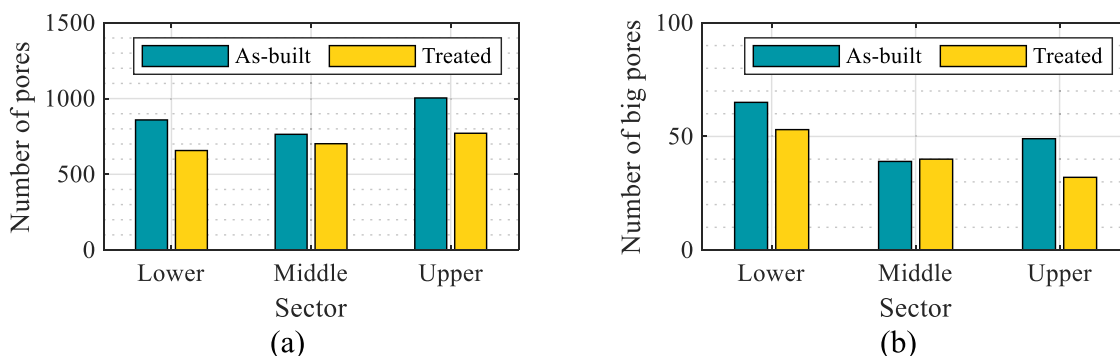 Number of pores
1500
1000
500
0
As-built Treated
Lower Middle Upper
Sector
(a)
Number of big pores
100
50
0
As-built Treated
Lower Middle Upper
Sector
(b)